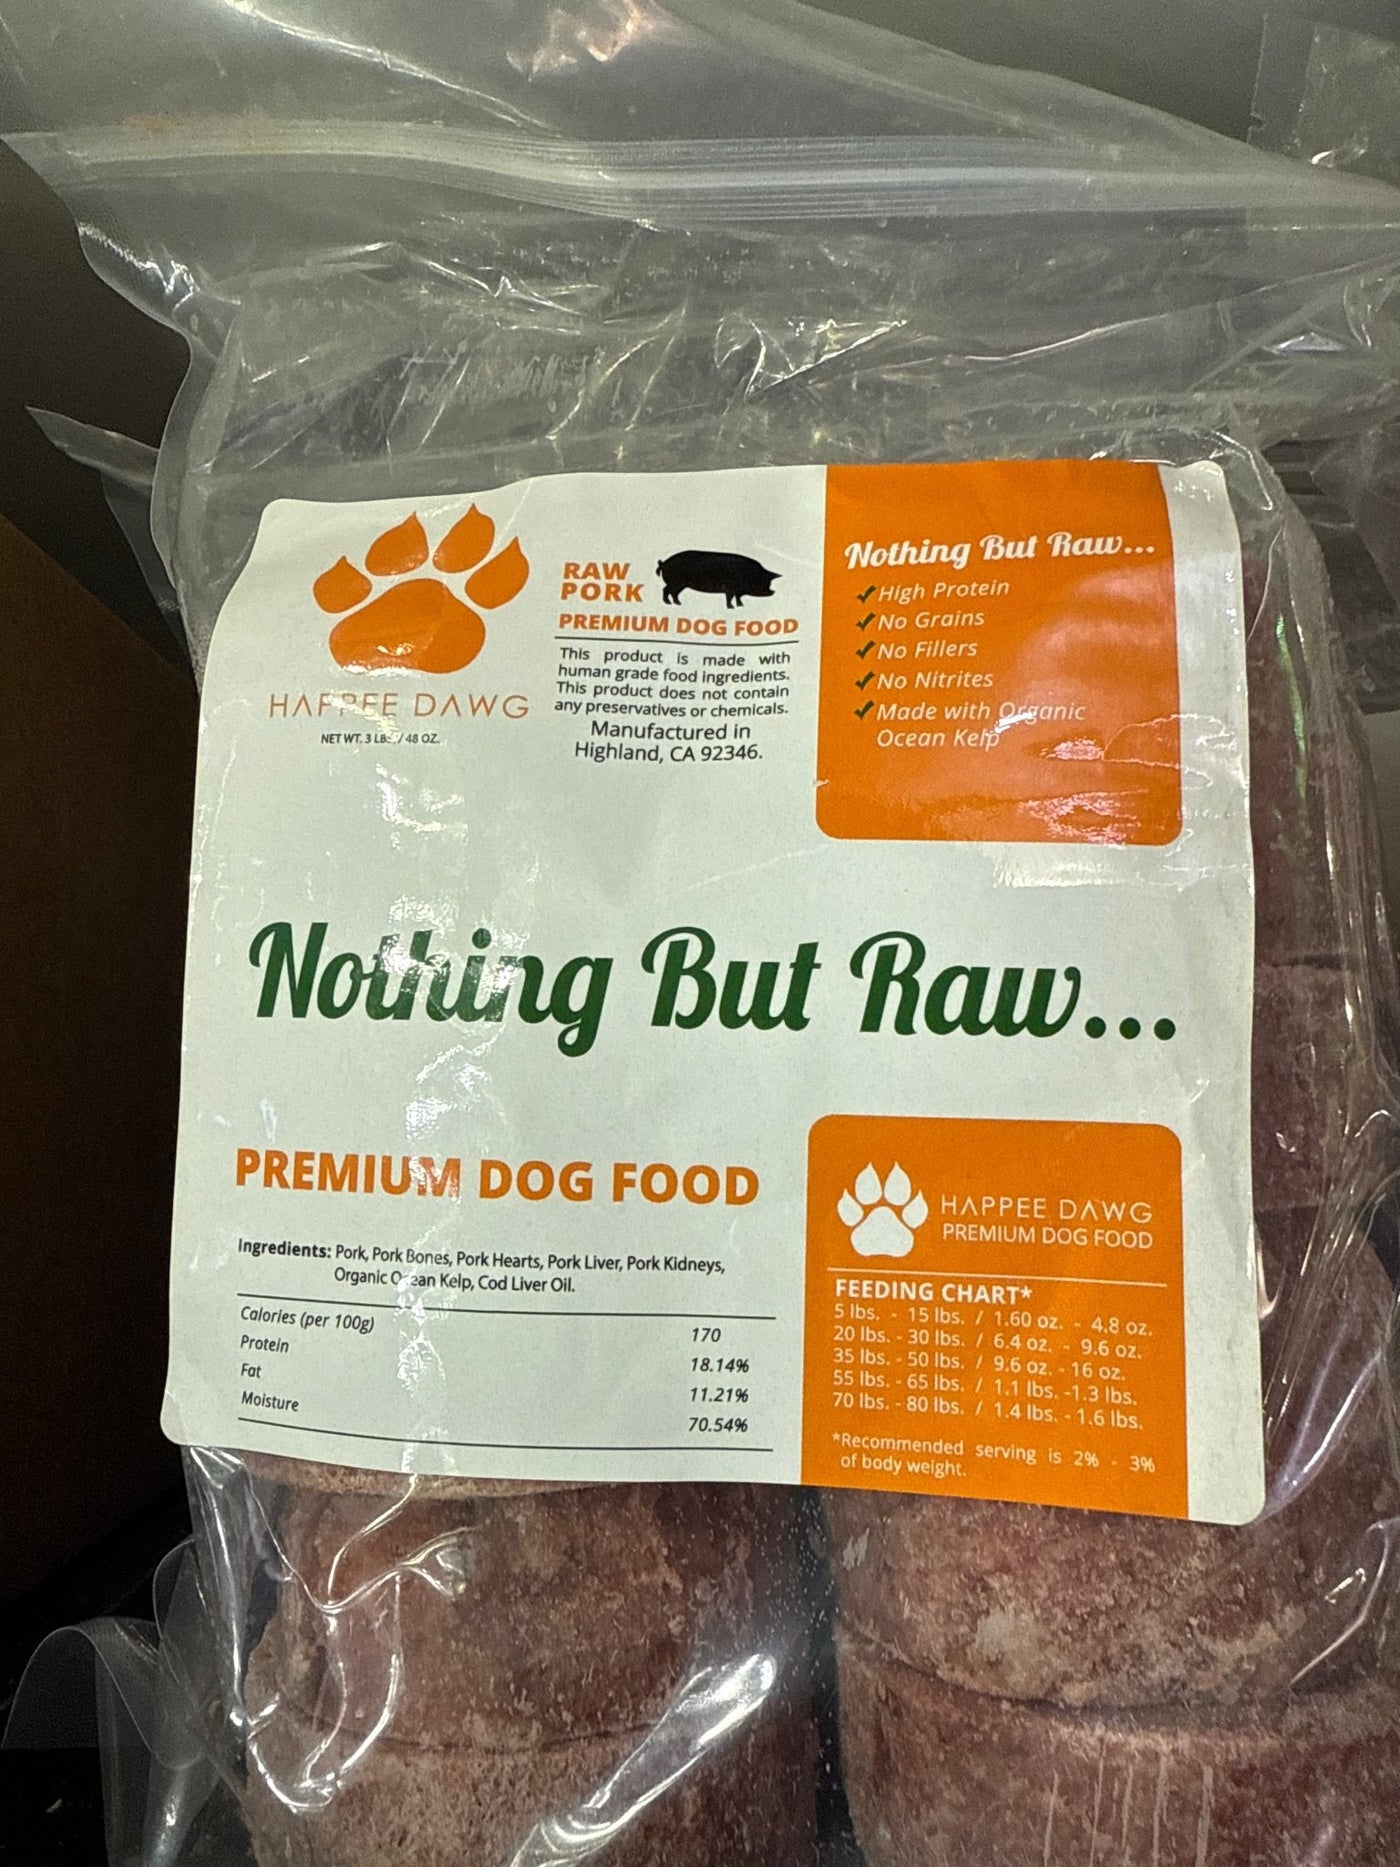 HAPPEE DAWG
NET WT. 3 LBS. / 48 OZ.
RAW
PORK
PREMIUM DOG FOOD
This product is made with
human grade food ingredients.
This product does not contain
any preservatives or chemicals.
Manufactured in
Highland, CA 92346.
Nothing But Raw...
High Protein
No Grains
No Fillers
No Nitrites
Made with Organic
Ocean Kelp
Nothing But Raw...
PREMIUM DOG FOOD
Ingredients: Pork, Pork Bones, Pork Hearts, Pork Liver, Pork Kidneys,
Organic Ocean Kelp, Cod Liver Oil.
Calories (per 100g) 170
Protein 18.14%
Fat 11.21%
Moisture 70.54%
HAPPEE DAWG
PREMIUM DOG FOOD
FEEDING CHART*
5 lbs. - 15 lbs. / 1.60 oz. - 4.8 oz.
20 lbs. - 30 lbs. / 6.4 oz. - 9.6 oz.
35 lbs. - 50 lbs. / 9.6 oz. - 16 oz.
55 lbs. - 65 lbs. / 1.1 lbs. -1.3 lbs.
70 lbs. - 80 lbs. / 1.4 lbs. - 1.6 lbs.
*Recommended serving is 2% - 3%
of body weight.